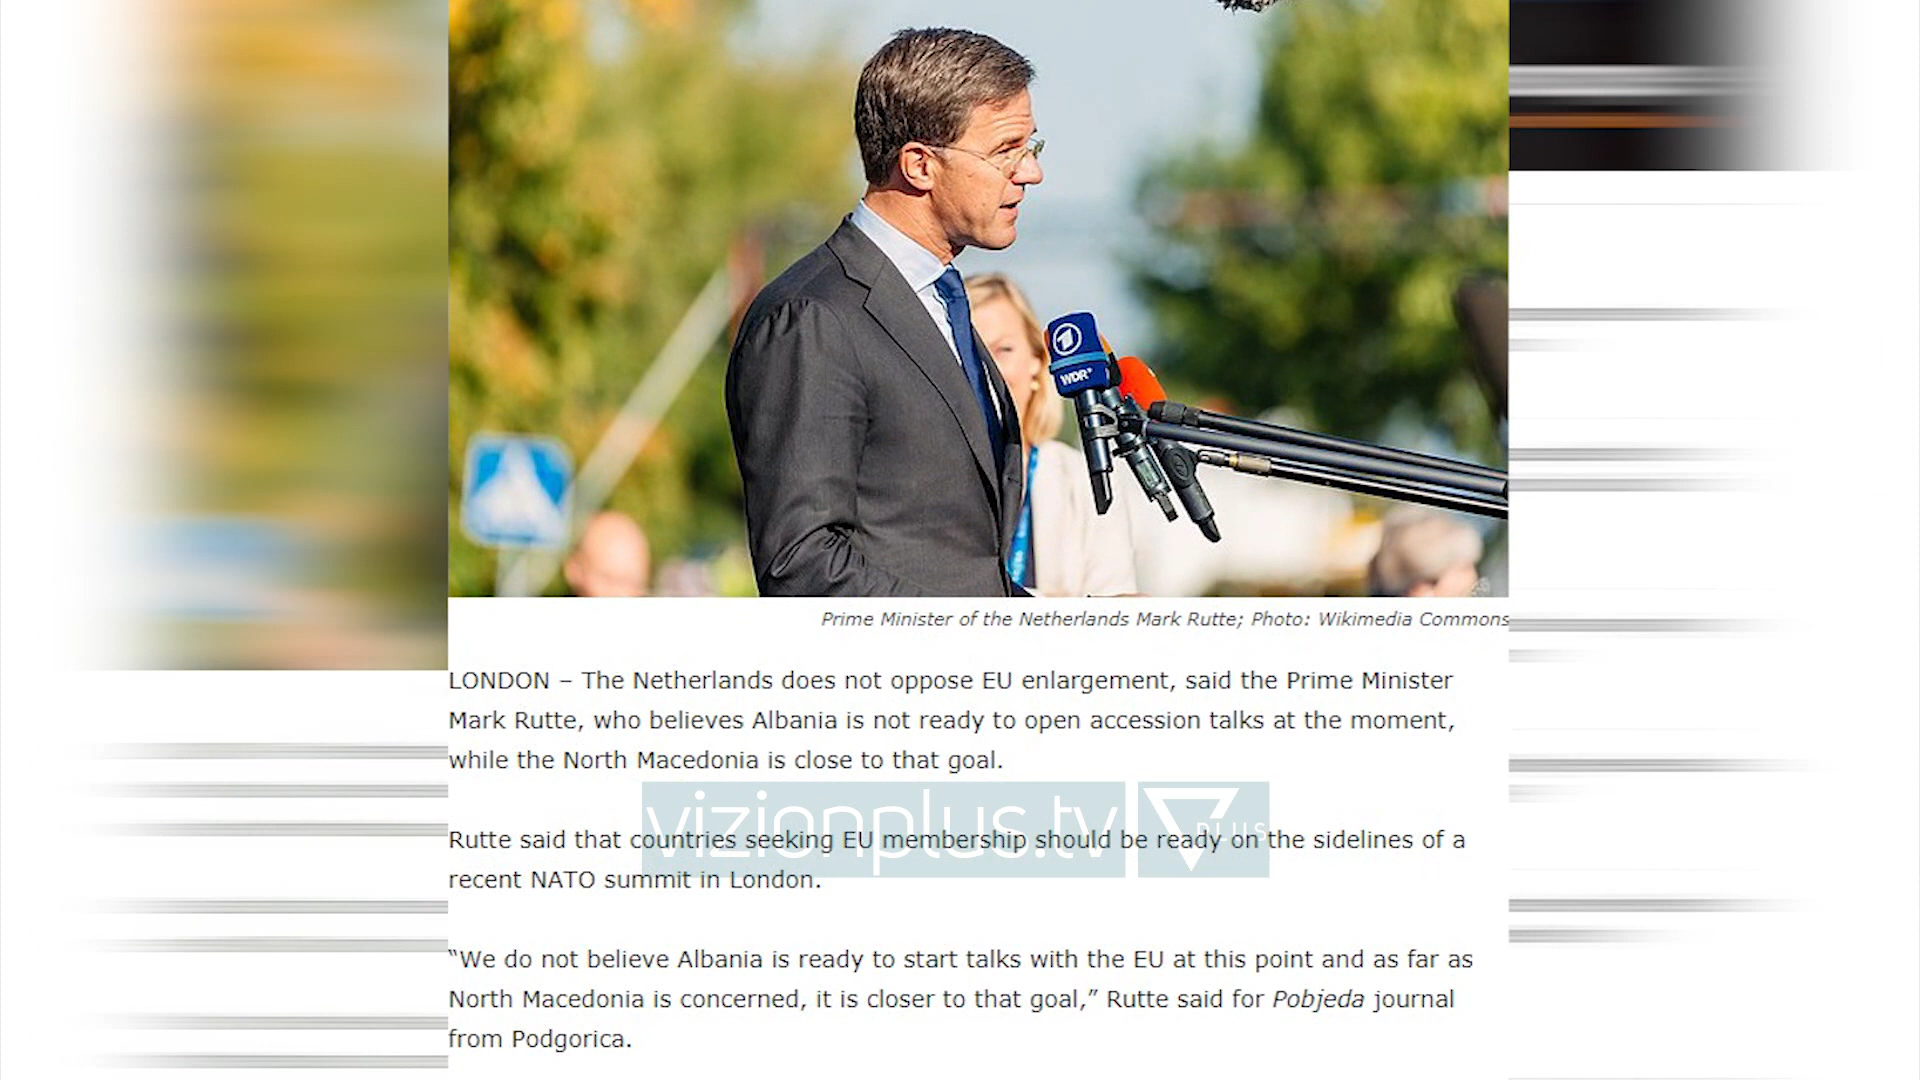 WDR
Prime Minister of the Netherlands Mark Rutte; Photo: Wikimedia Commons
LONDON – The Netherlands does not oppose EU enlargement, said the Prime Minister
Mark Rutte, who believes Albania is not ready to open accession talks at the moment,
while the North Macedonia is close to that goal.
vizionplus.tv PLUS
Rutte said that countries seeking EU membership should be ready on the sidelines of a
recent NATO summit in London.
“We do not believe Albania is ready to start talks with the EU at this point and as far as
North Macedonia is concerned, it is closer to that goal,” Rutte said for Pobjeda journal
from Podgorica.